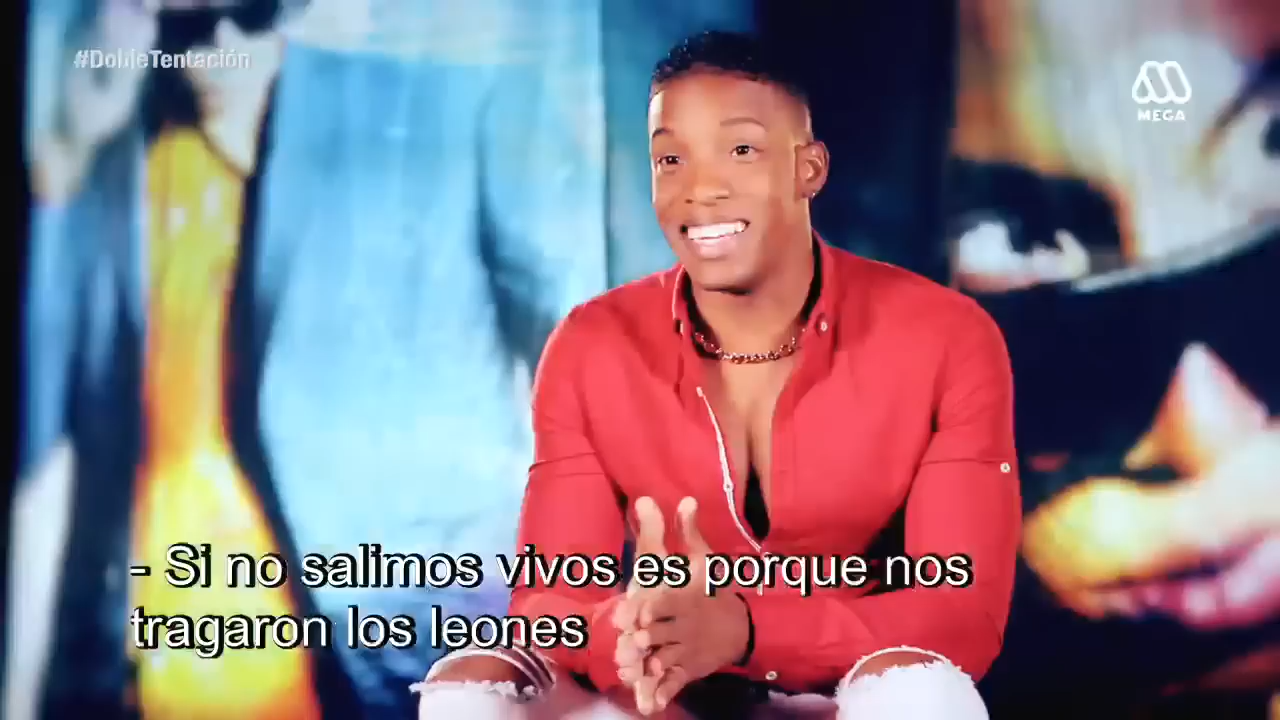 #DobleTentación
MEGA
- Si no salimos vivos es porque nos
tragaron los leones